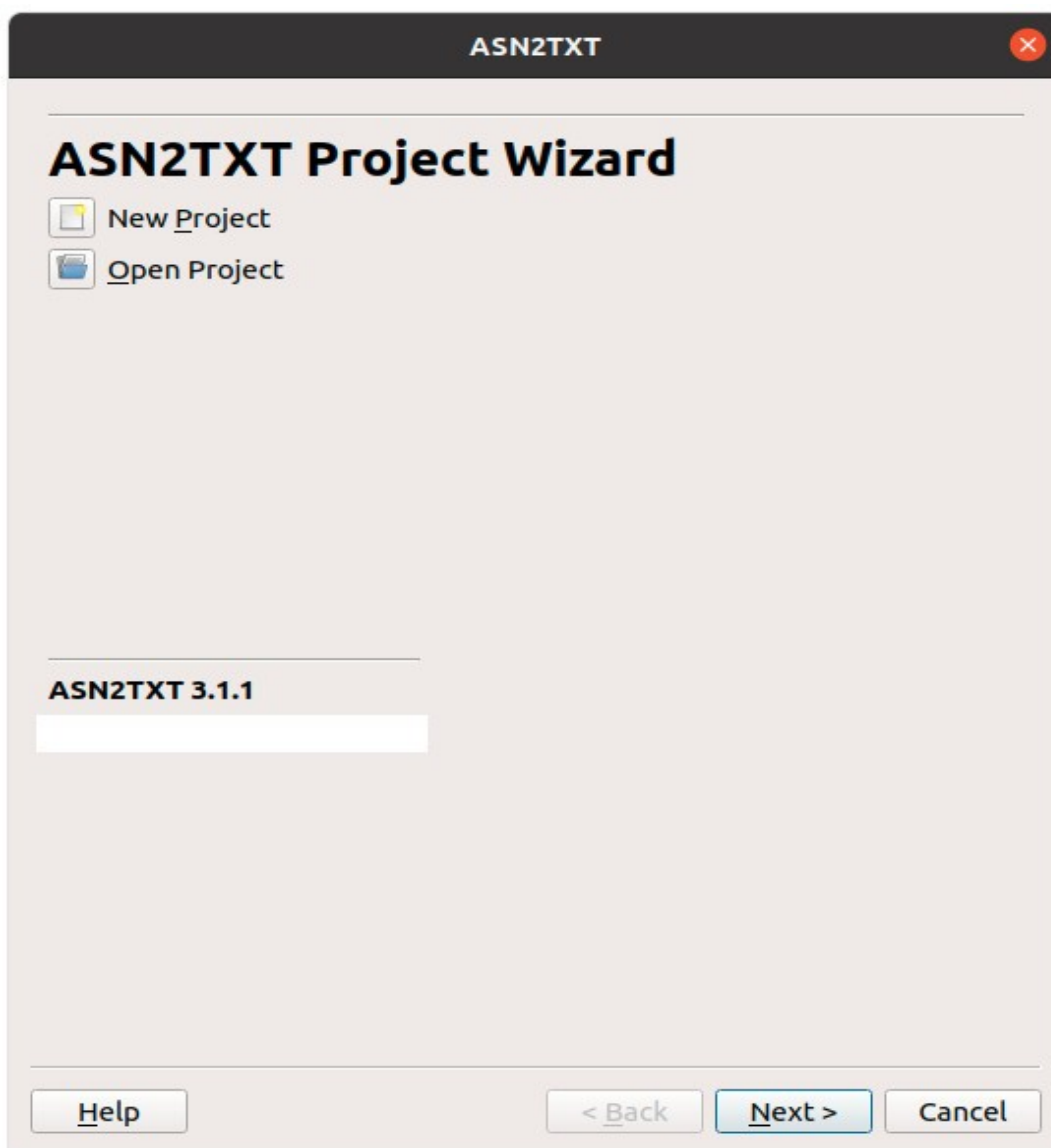 ASN2TXT
ASN2TXT Project Wizard
New Project
Open Project
ASN2TXT 3.1.1
Help
< Back
Next >
Cancel